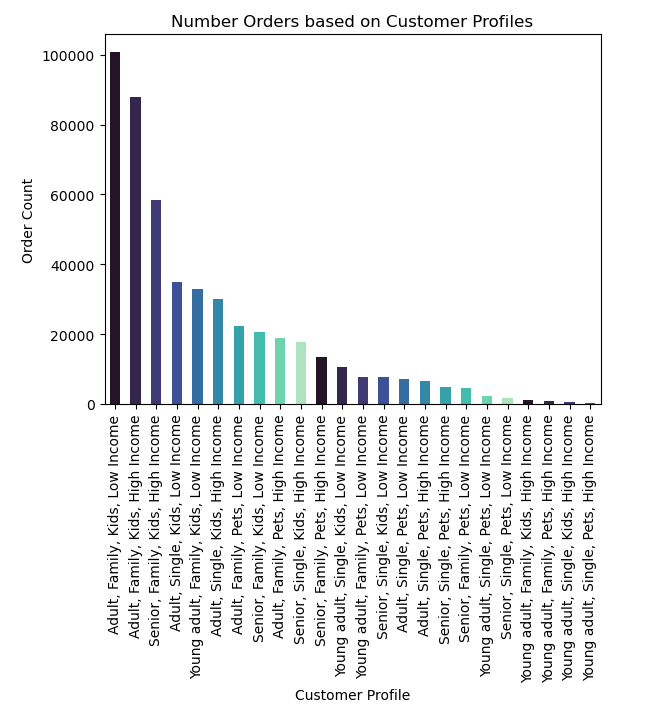 Number Orders based on Customer Profiles
100000
80000
60000
40000
20000
0
Order Count
Adult, Family, Kids, Low Income
Adult, Family, Kids, High Income
Senior, Family, Kids, High Income
Adult, Single, Kids, Low Income
Young adult, Family, Kids, Low Income
Adult, Single, Kids, High Income
Adult, Family, Pets, Low Income
Senior, Family, Kids, Low Income
Adult, Family, Pets, High Income
Senior, Single, Kids, High Income
Senior, Family, Pets, High Income
Young adult, Single, Kids, Low Income
Young adult, Family, Pets, Low Income
Senior, Single, Kids, Low Income
Adult, Single, Pets, Low Income
Adult, Single, Pets, High Income
Senior, Single, Pets, High Income
Senior, Family, Pets, Low Income
Young adult, Single, Pets, Low Income
Senior, Single, Pets, Low Income
Young adult, Family, Kids, High Income
Young adult, Family, Pets, High Income
Young adult, Single, Kids, High Income
Young adult, Single, Pets, High Income
Customer Profile